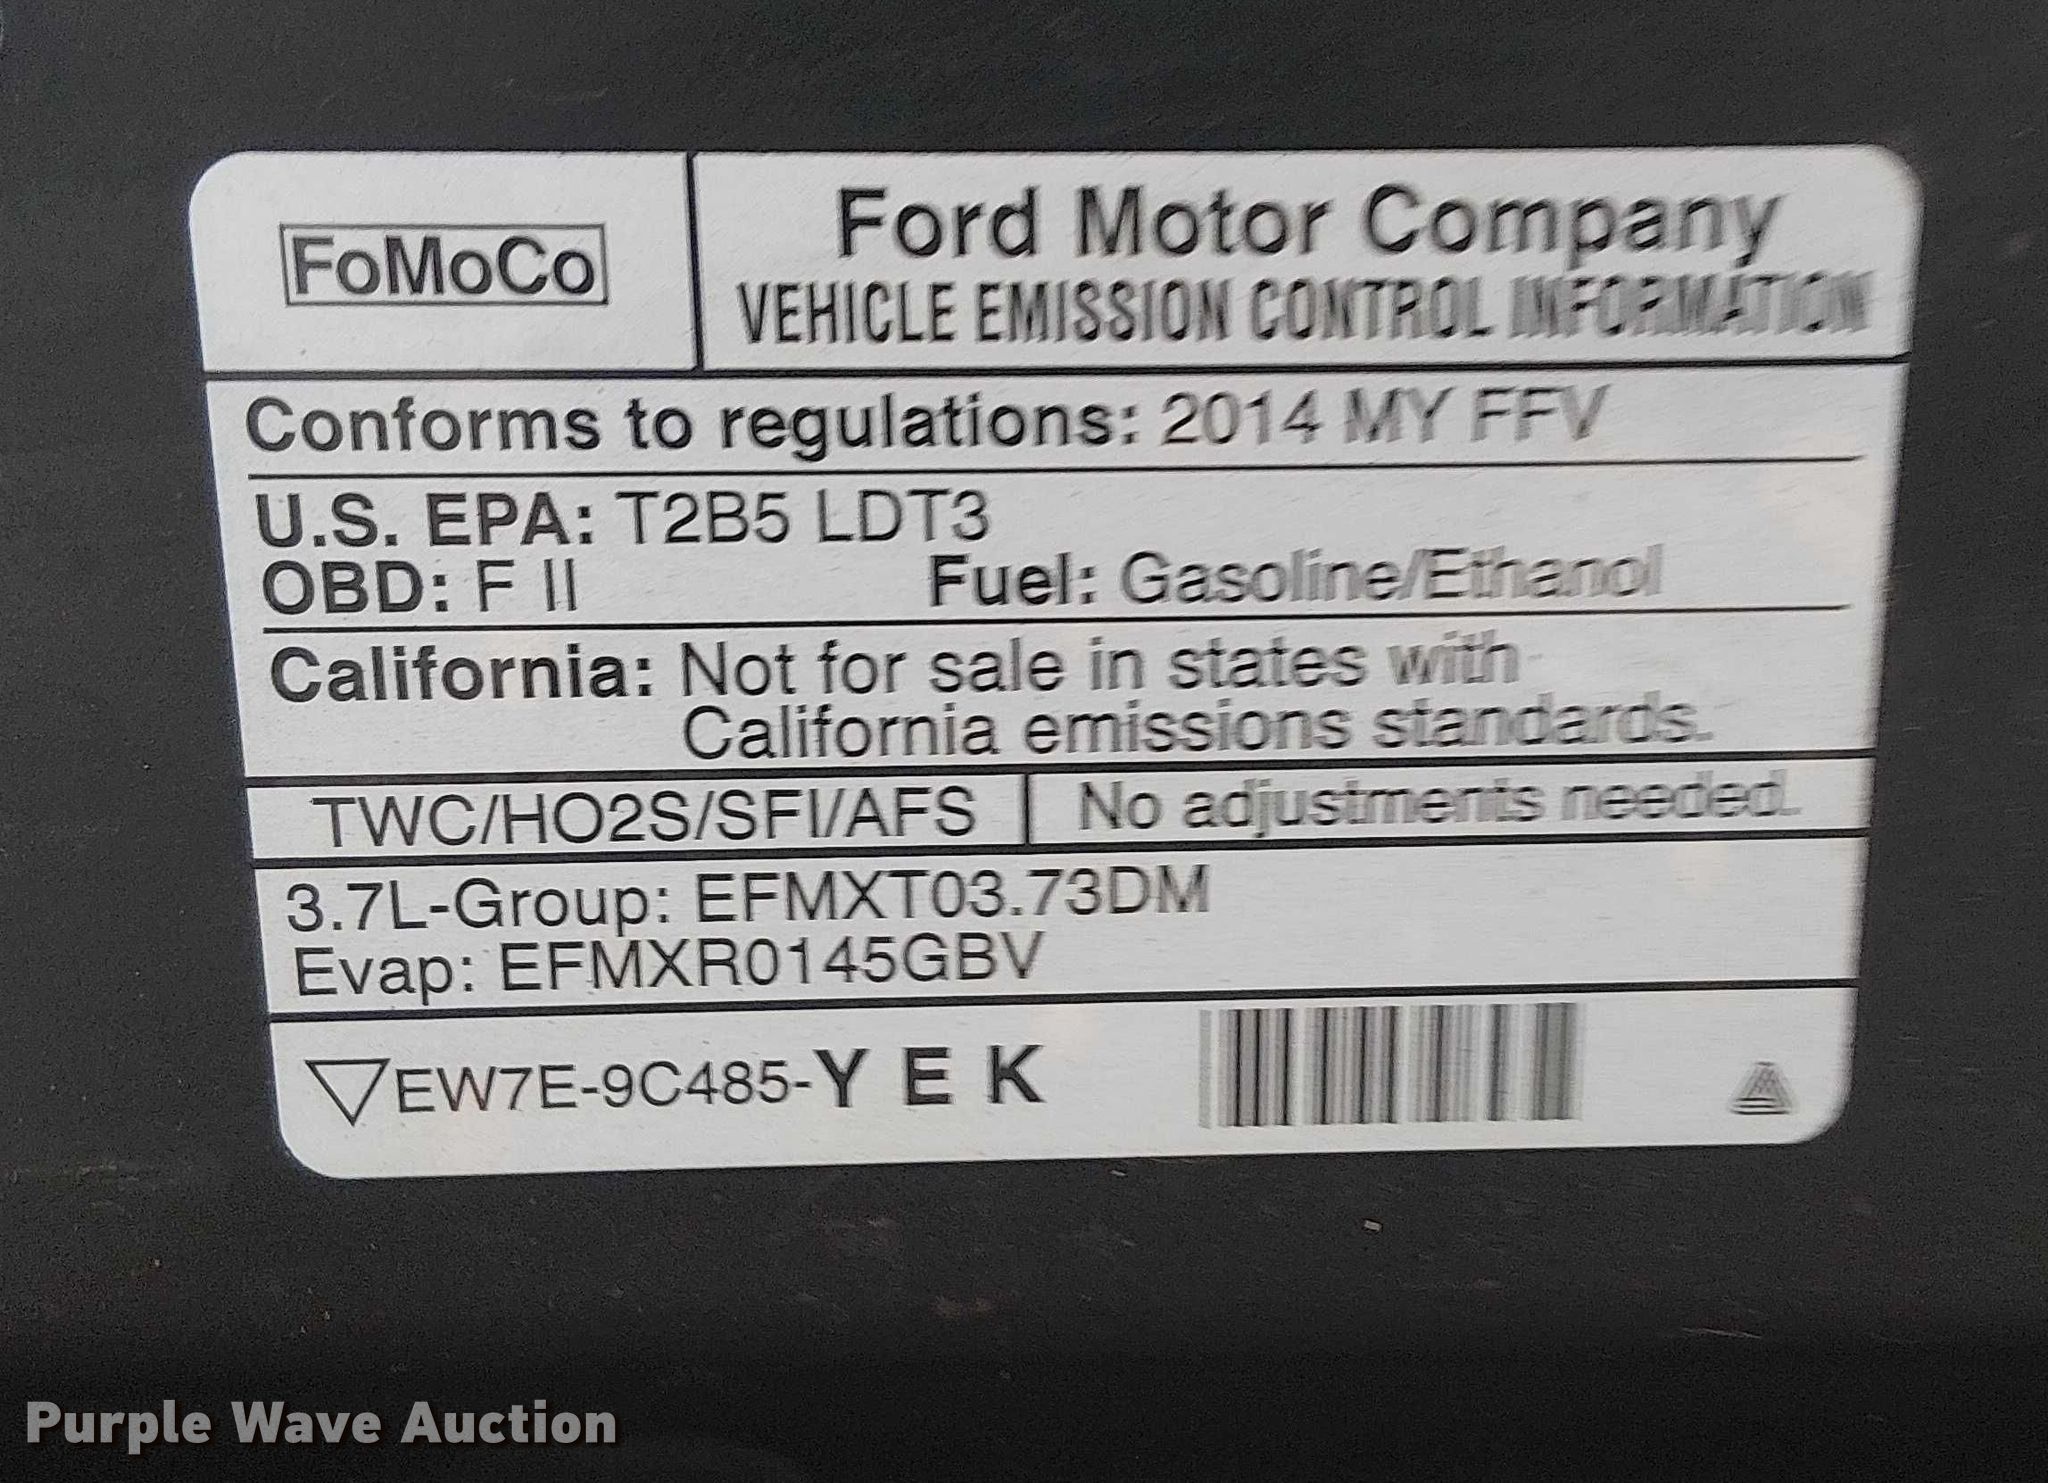 FoMoCo
Ford Motor Company
VEHICLE EMISSION CONTROL INFORMATION
Conforms to regulations: 2014 MY FFV
U.S. EPA: T2B5 LDT3
OBD: F II Fuel: Gasoline/Ethanol
California: Not for sale in states with
California emissions standards.
TWC/HO2S/SFI/AFS No adjustments needed.
3.7L-Group: EFMXT03.73DM
Evap: EFMXR0145GBV
EW7E-9C485-Y E K
Purple Wave Auction